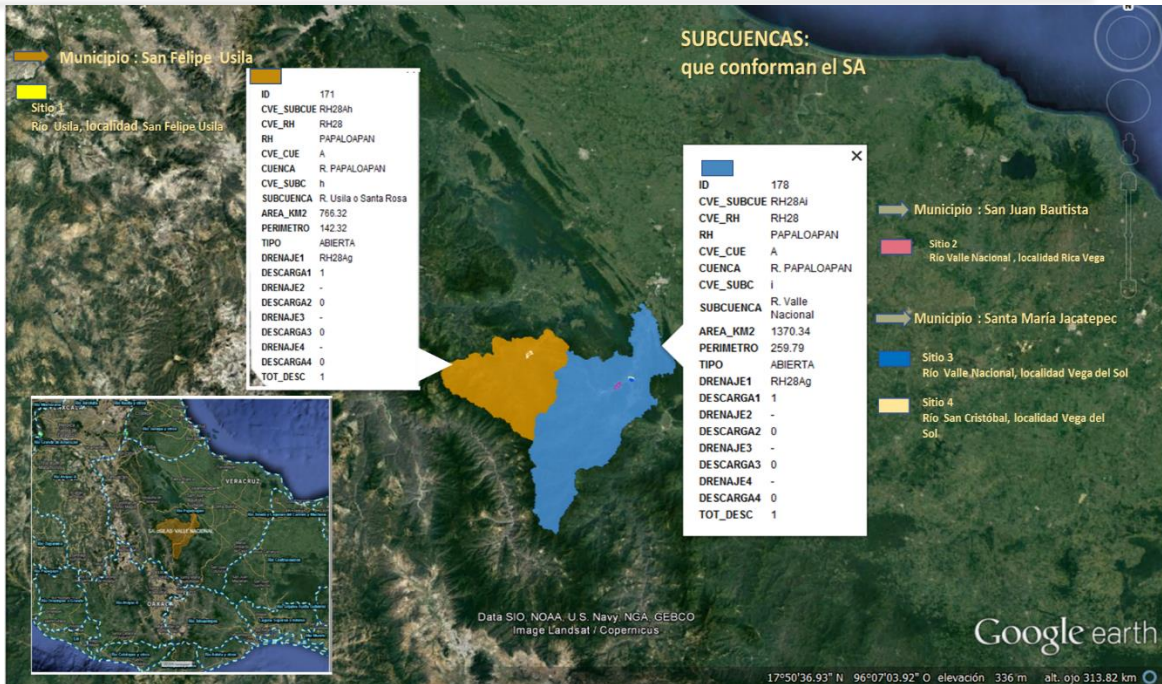 SUBCUENCAS:
que conforman el SA
Municipio : San Felipe Usila
Sitio 1
Río Usila, localidad San Felipe Usila
ID 171
CVE_SUBCUE RH28Ah
CVE_RH RH28
RH PAPALOAPAN
CVE_CUE A
CUENCA R. PAPALOAPAN
CVE_SUBC h
SUBCUENCA R. Usila o Santa Rosa
AREA_KM2 766.32
PERIMETRO 142.32
TIPO ABIERTA
DRENAJE1 RH28Ag
DESCARGA1 1
DRENAJE2 -
DESCARGA2 0
DRENAJE3 -
DESCARGA3 0
DRENAJE4 -
DESCARGA4 0
TOT_DESC 1
ID 178
CVE_SUBCUE RH28Ai
CVE_RH RH28
RH PAPALOAPAN
CVE_CUE A
CUENCA R. PAPALOAPAN
CVE_SUBC i
SUBCUENCA R. Valle
Nacional
AREA_KM2 1370.34
PERIMETRO 259.79
TIPO ABIERTA
DRENAJE1 RH28Ag
DESCARGA1 1
DRENAJE2 -
DESCARGA2 0
DRENAJE3 -
DESCARGA3 0
DRENAJE4 -
DESCARGA4 0
TOT_DESC 1
Municipio : San Juan Bautista
Sitio 2
Río Valle Nacional , localidad Rica Vega
Municipio : Santa María Jacatepec
Sitio 3
Río Valle Nacional, localidad Vega del Sol
Sitio 4
Río San Cristóbal, localidad Vega del
Sol
VERACRUZ
OAXACA
N
Data SIO, NOAA, U.S. Navy, NGA, GEBCO
Image Landsat / Copernicus
Google earth
17°50'36.93" N 96°07'03.92" O elevación 336 m alt. ojo 313.82 km